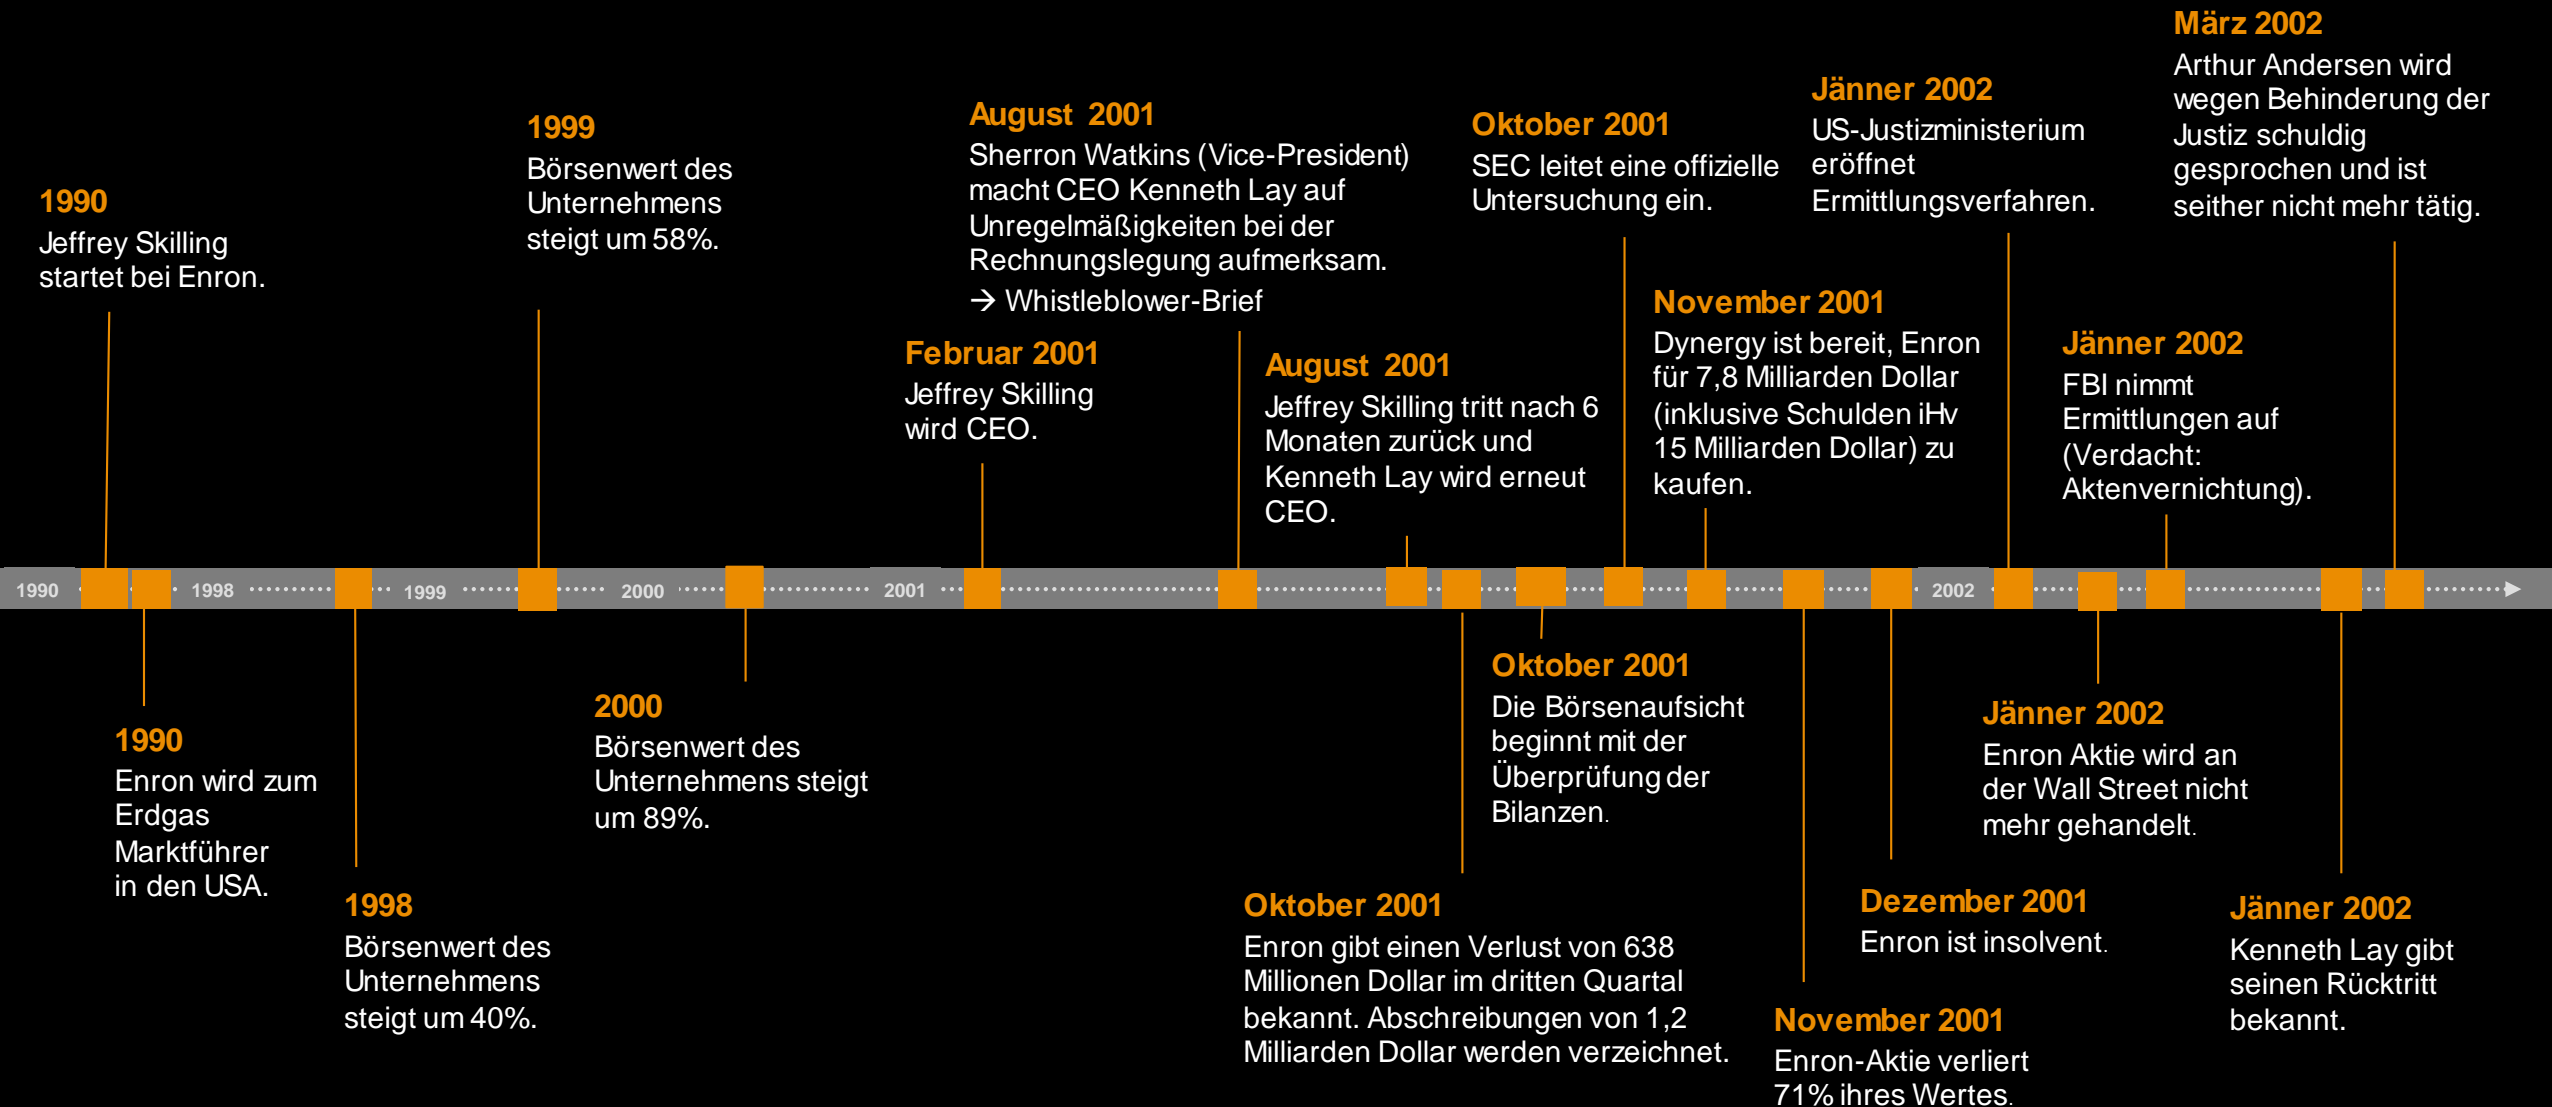 1990
Jeffrey Skilling
startet bei Enron.
1999
Börsenwert des
Unternehmens
steigt um 58%.
August 2001
Sherron Watkins (Vice-President)
macht CEO Kenneth Lay auf
Unregelmäßigkeiten bei der
Rechnungslegung aufmerksam.
→ Whistleblower-Brief
Februar 2001
Jeffrey Skilling
wird CEO.
August 2001
Jeffrey Skilling tritt nach 6
Monaten zurück und
Kenneth Lay wird erneut
CEO.
Oktober 2001
SEC leitet eine offizielle
Untersuchung ein.
November 2001
Dynergy ist bereit, Enron
für 7,8 Milliarden Dollar
(inklusive Schulden iHv
15 Milliarden Dollar) zu
kaufen.
Jänner 2002
US-Justizministerium
eröffnet
Ermittlungsverfahren.
Jänner 2002
FBI nimmt
Ermittlungen auf
(Verdacht:
Aktenvernichtung).
März 2002
Arthur Andersen wird
wegen Behinderung der
Justiz schuldig
gesprochen und ist
seither nicht mehr tätig.
1990 1998 1999 2000 2001 2002
1990
Enron wird zum
Erdgas
Marktführer
in den USA.
1998
Börsenwert des
Unternehmens
steigt um 40%.
2000
Börsenwert des
Unternehmens steigt
um 89%.
Oktober 2001
Enron gibt einen Verlust von 638
Millionen Dollar im dritten Quartal
bekannt. Abschreibungen von 1,2
Milliarden Dollar werden verzeichnet.
Oktober 2001
Die Börsenaufsicht
beginnt mit der
Überprüfung der
Bilanzen.
November 2001
Enron-Aktie verliert
71% ihres Wertes.
Dezember 2001
Enron ist insolvent.
Jänner 2002
Enron Aktie wird an
der Wall Street nicht
mehr gehandelt.
Jänner 2002
Kenneth Lay gibt
seinen Rücktritt
bekannt.